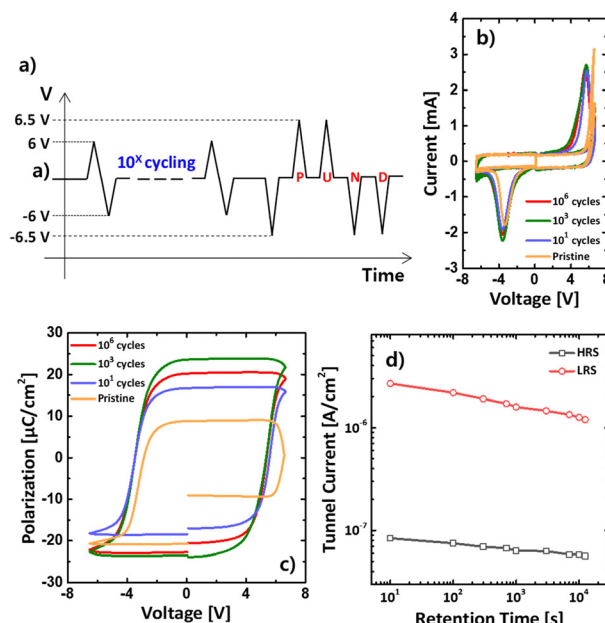 a)
V
6.5 V
6 V
a)
10ˣ cycling
P U N D
-6 V
-6.5 V
Time
b)
Current [mA]
4
3
2
1
0
-1
-2
-3
10⁶ cycles
10³ cycles
10¹ cycles
Pristine
-8 -4 0 4 8
Voltage [V]
Polarization [µC/cm²]
30
20
10
0
-10
-20
-30
10⁶ cycles
10³ cycles
10¹ cycles
Pristine
c)
-8 -4 0 4 8
Voltage [V]
d)
HRS
LRS
Tunnel Current [A/cm²]
10⁻⁶
10⁻⁷
10¹ 10² 10³ 10⁴
Retention Time [s]